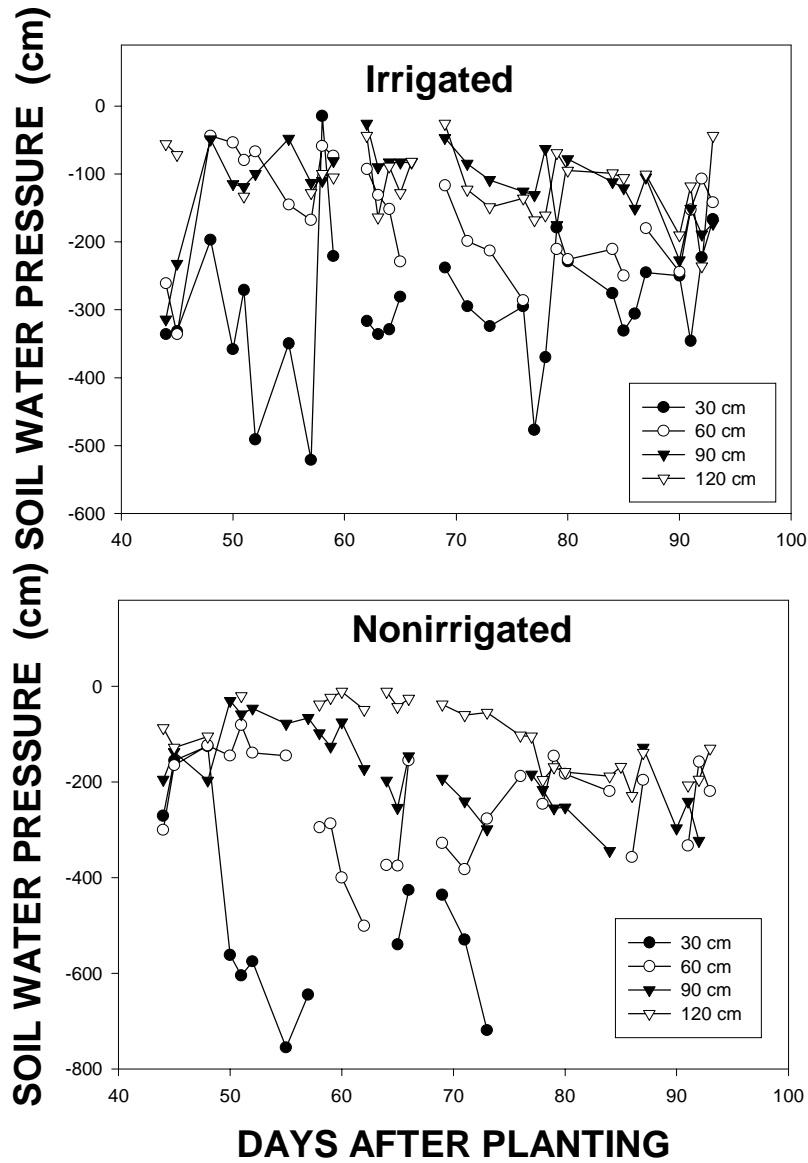 Irrigated
SOIL WATER PRESSURE (cm)
0
-100
-200
-300
-400
-500
-600
40 50 60 70 80 90 100
30 cm
60 cm
90 cm
120 cm
Nonirrigated
SOIL WATER PRESSURE (cm)
0
-200
-400
-600
-800
40 50 60 70 80 90 100
30 cm
60 cm
90 cm
120 cm
DAYS AFTER PLANTING